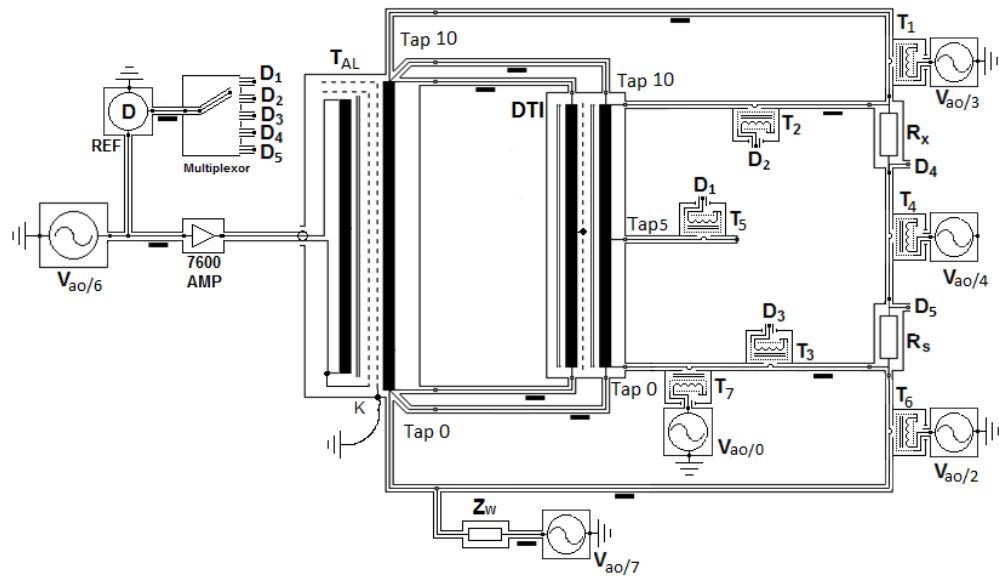 Tap 10
T1
Vao/3
TAL
D1
D2
D3
D4
D5
D
REF
Multiplexor
Tap 10
DTI
T2
D2
Rx
D4
D1
Tap5
T5
T4
Vao/4
Vao/6
7600
AMP
D5
D3
T3
Rs
K
Tap 0
Tap 0
T7
T6
Vao/0
Vao/2
Zw
Vao/7